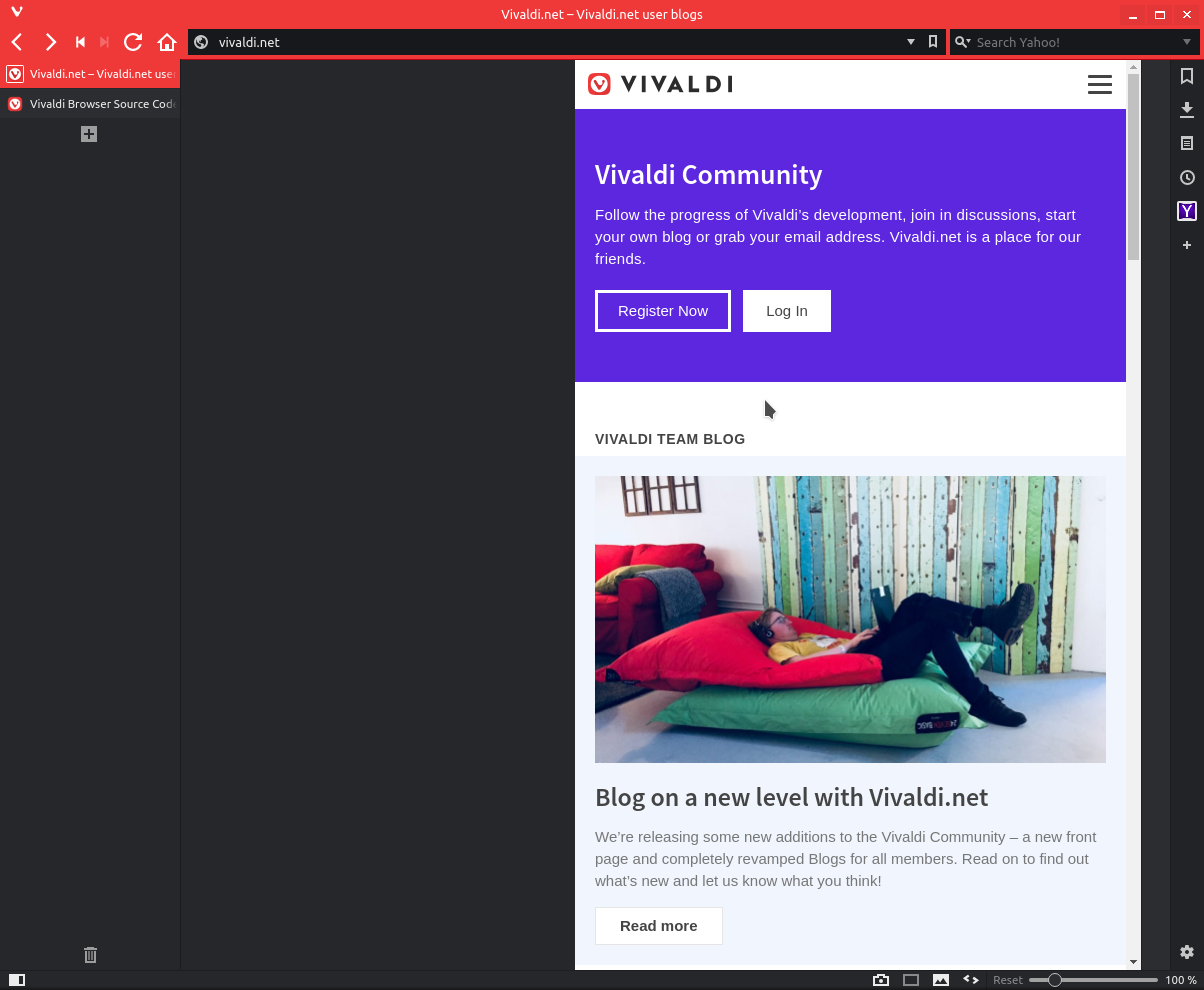 Vivaldi.net – Vivaldi.net user blogs
vivaldi.net
Search Yahoo!
Vivaldi.net – Vivaldi.net user
Vivaldi Browser Source Code
VIVALDI
Vivaldi Community
Follow the progress of Vivaldi’s development, join in discussions, start
your own blog or grab your email address. Vivaldi.net is a place for our
friends.
Register Now
Log In
VIVALDI TEAM BLOG
Blog on a new level with Vivaldi.net
We’re releasing some new additions to the Vivaldi Community – a new front
page and completely revamped Blogs for all members. Read on to find out
what’s new and let us know what you think!
Read more
Reset
100 %